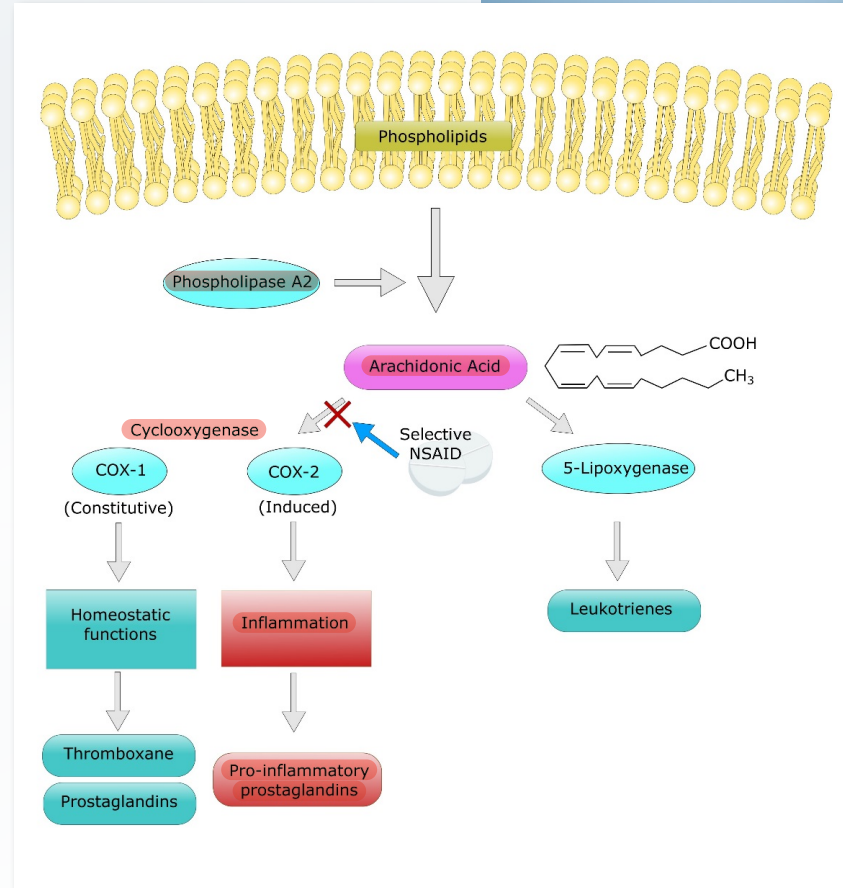 Phospholipids
Phospholipase A2
Arachidonic Acid
COOH
CH3
Cyclooxygenase
Selective
NSAID
COX-1
COX-2
5-Lipoxygenase
(Constitutive)
(Induced)
Homeostatic
functions
Inflammation
Leukotrienes
Thromboxane
Prostaglandins
Pro-inflammatory
prostaglandins